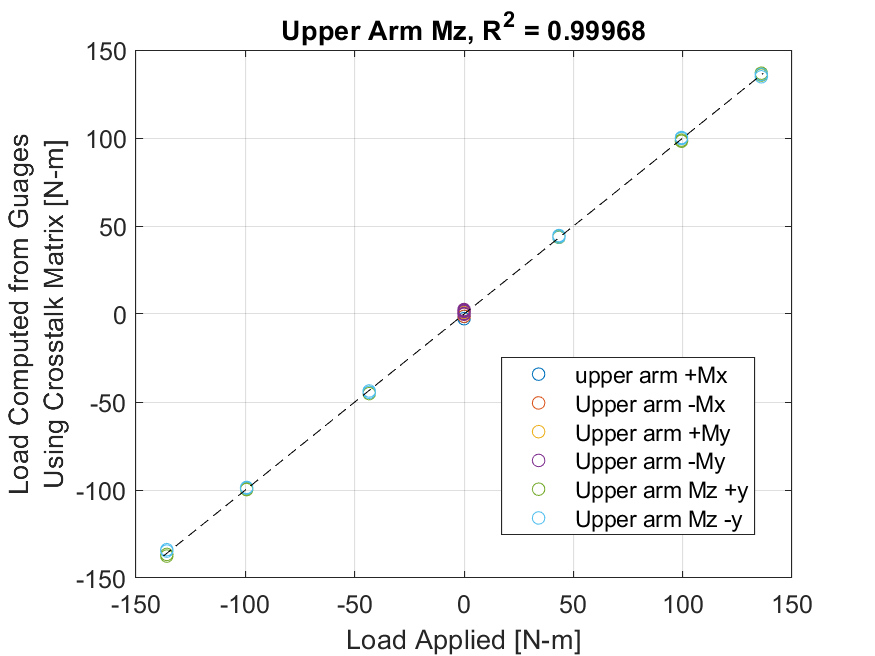 Upper Arm Mz, R² = 0.99968
Load Computed from Guages
Using Crosstalk Matrix [N-m]
150
100
50
0
-50
-100
-150
upper arm +Mx
Upper arm -Mx
Upper arm +My
Upper arm -My
Upper arm Mz +y
Upper arm Mz -y
-150 -100 -50 0 50 100 150
Load Applied [N-m]